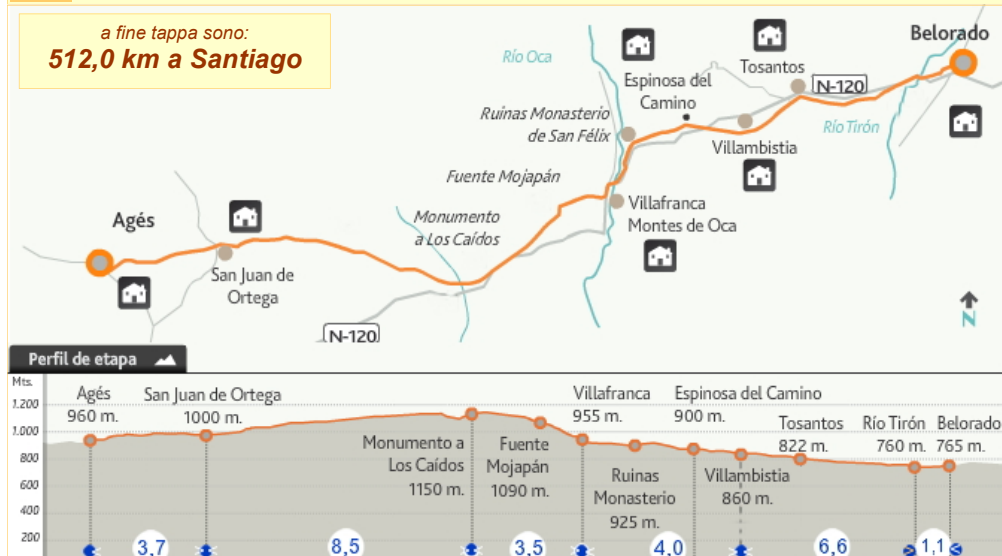 a fine tappa sono:
512,0 km a Santiago
Belorado
Río Oca
Tosantos
Espinosa del
Camino
N-120
Ruinas Monasterio
de San Félix
Río Tirón
Villambistia
Fuente Mojapán
Villafranca
Montes de Oca
Monumento
a Los Caídos
Agés
San Juan de
Ortega
N
N-120
Perfil de etapa
Mts.
1.200
1.000
800
600
400
200
Agés
960 m.
San Juan de Ortega
1000 m.
Monumento a
Los Caídos
1150 m.
Fuente
Mojapán
1090 m.
Villafranca
955 m.
Ruinas
Monasterio
925 m.
Espinosa del Camino
900 m.
Villambistia
860 m.
Tosantos
822 m.
Río Tirón
760 m.
Belorado
765 m.
3,7
8,5
3,5
4,0
6,6
1,1